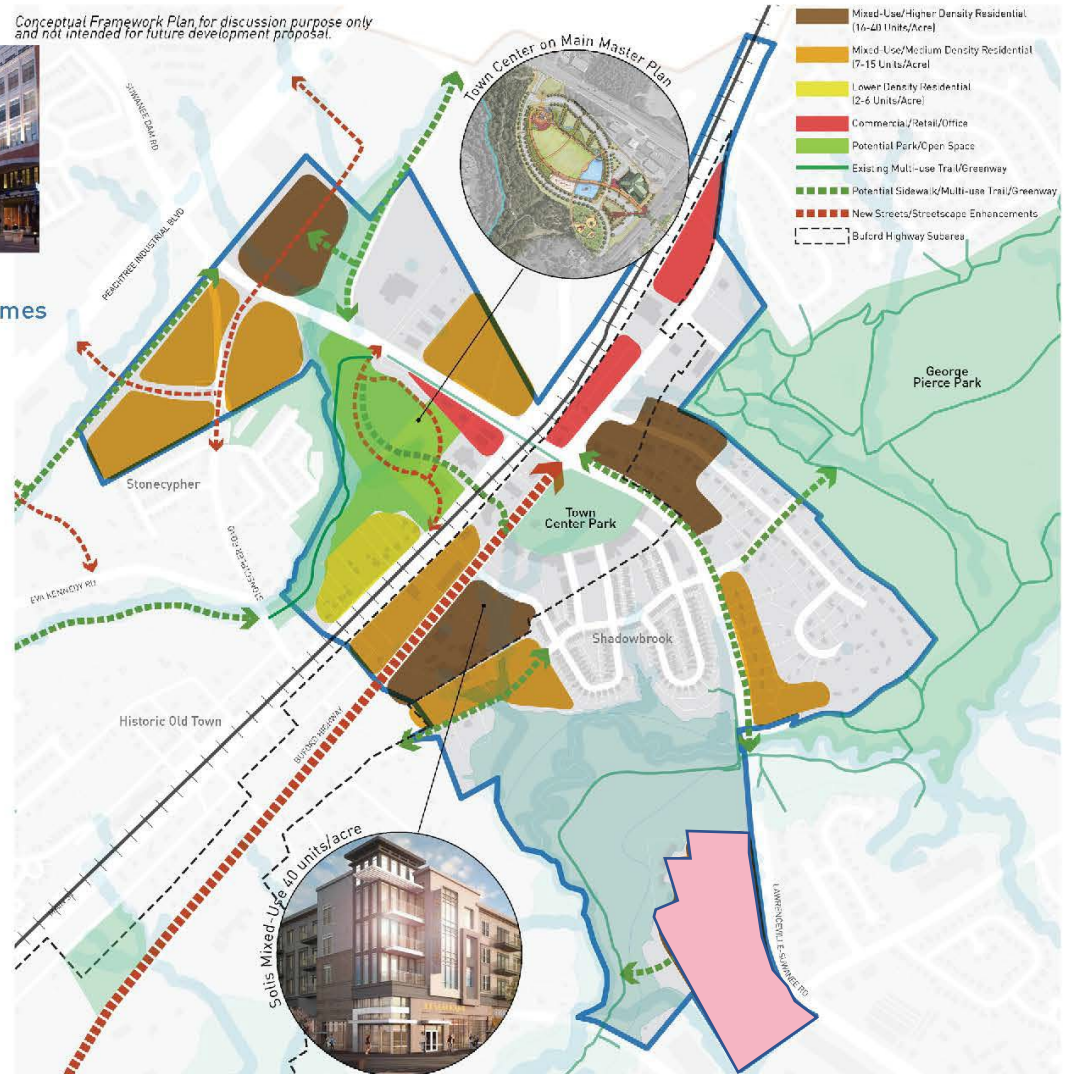 Conceptual Framework Plan for discussion purpose only
and not intended for future development proposal.
Mixed-Use/Higher Density Residential
(16-40 Units/Acre)
Mixed-Use/Medium Density Residential
(7-15 Units/Acre)
Lower Density Residential
(2-6 Units/Acre)
Commercial/Retail/Office
Potential Park/Open Space
Existing Multi-use Trail/Greenway
Potential Sidewalk/Multi-use Trail/Greenway
New Streets/Streetscape Enhancements
Buford Highway Subarea
Town Center on Main Master Plan
SUWANEE DAM RD
PEACHTREE INDUSTRIAL BLVD
mes
George
Pierce Park
Stonecypher
Town
Center Park
STONECYPHER ROAD
EVA KENNEDY RD
Shadowbrook
Historic Old Town
BUFORD HIGHWAY
Solis Mixed-Use 40 units/acre
LAWRENCEVILLE-SUWANEE RD